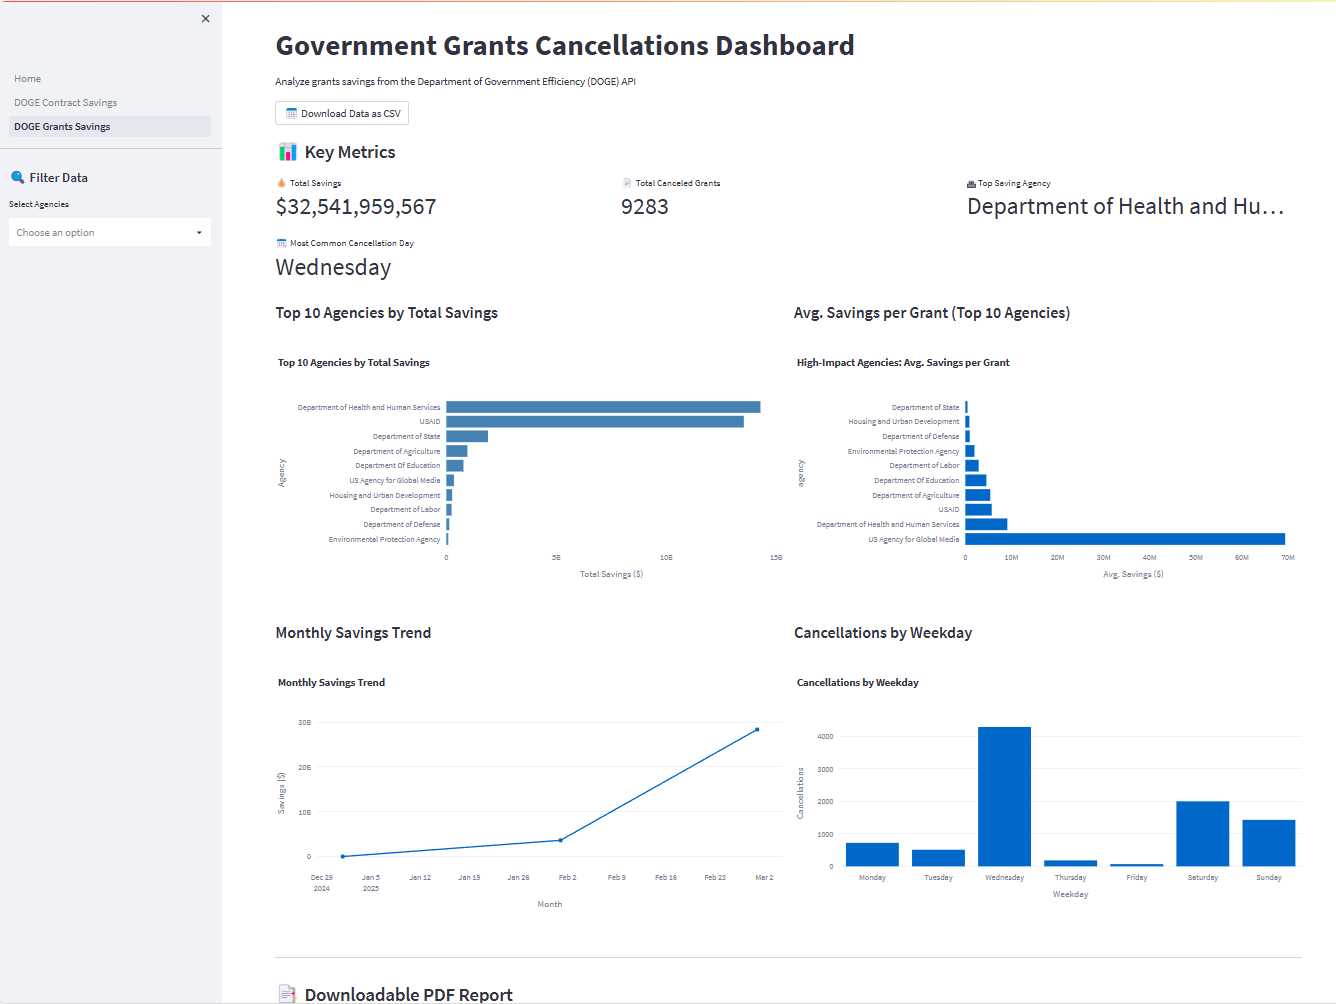 Home
DOGE Contract Savings
DOGE Grants Savings
Filter Data
Select Agencies
Choose an option
Government Grants Cancellations Dashboard
Analyze grants savings from the Department of Government Efficiency (DOGE) API
Download Data as CSV
Key Metrics
Total Savings
$32,541,959,567
Total Canceled Grants
9283
Top Saving Agency
Department of Health and Hu...
Most Common Cancellation Day
Wednesday
Top 10 Agencies by Total Savings
Top 10 Agencies by Total Savings
Agency
Department of Health and Human Services
USAID
Department of State
Department of Agriculture
Department Of Education
US Agency for Global Media
Housing and Urban Development
Department of Labor
Department of Defense
Environmental Protection Agency
0 5B 10B 15B
Total Savings ($)
Avg. Savings per Grant (Top 10 Agencies)
High-Impact Agencies: Avg. Savings per Grant
agency
Department of State
Housing and Urban Development
Department of Defense
Environmental Protection Agency
Department of Labor
Department Of Education
Department of Agriculture
USAID
Department of Health and Human Services
US Agency for Global Media
0 10M 20M 30M 40M 50M 60M 70M
Avg. Savings ($)
Monthly Savings Trend
Monthly Savings Trend
Savings ($)
30B
20B
10B
0
Dec 29 Jan 5 Jan 12 Jan 19 Jan 26 Feb 2 Feb 9 Feb 16 Feb 23 Mar 2
2024 2025
Month
Cancellations by Weekday
Cancellations by Weekday
Cancellations
4000
3000
2000
1000
0
Monday Tuesday Wednesday Thursday Friday Saturday Sunday
Weekday
Downloadable PDF Report